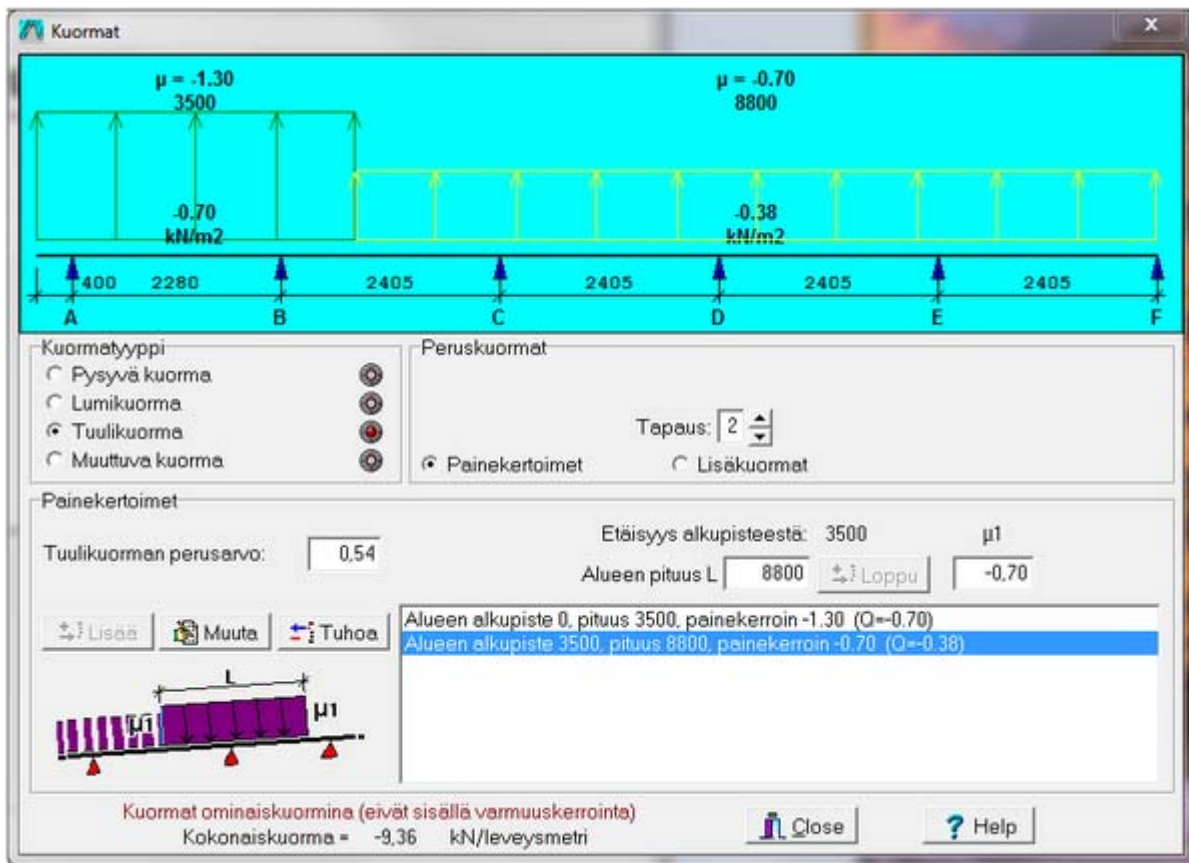 Kuormat
x
µ = -1.30
3500
µ = -0.70
8800
-0.70
kN/m2
-0.38
kN/m2
400 2280 2405 2405 2405 2405
A B C D E F
Kuormatyyppi
Pysyvä kuorma
Lumikuorma
Tuulikuorma
Muuttuva kuorma
Peruskuormat
Tapaus: 2
Painekertoimet Lisäkuormat
Painekertoimet
Tuulikuorman perusarvo: 0,54
Etäisyys alkupisteestä: 3500 µ1
Alueen pituus L 8800 Loppu -0,70
Lisää Muuta Tuhoa
Alueen alkupiste 0, pituus 3500, painekerroin -1.30 (Q=-0.70)
Alueen alkupiste 3500, pituus 8800, painekerroin -0.70 (Q=-0.38)
L
µ1 µ1
Kuormat ominaiskuormina (eivät sisällä varmuuskerrointa)
Kokonaiskuorma = -9,36 kN/leveysmetri
Close ? Help